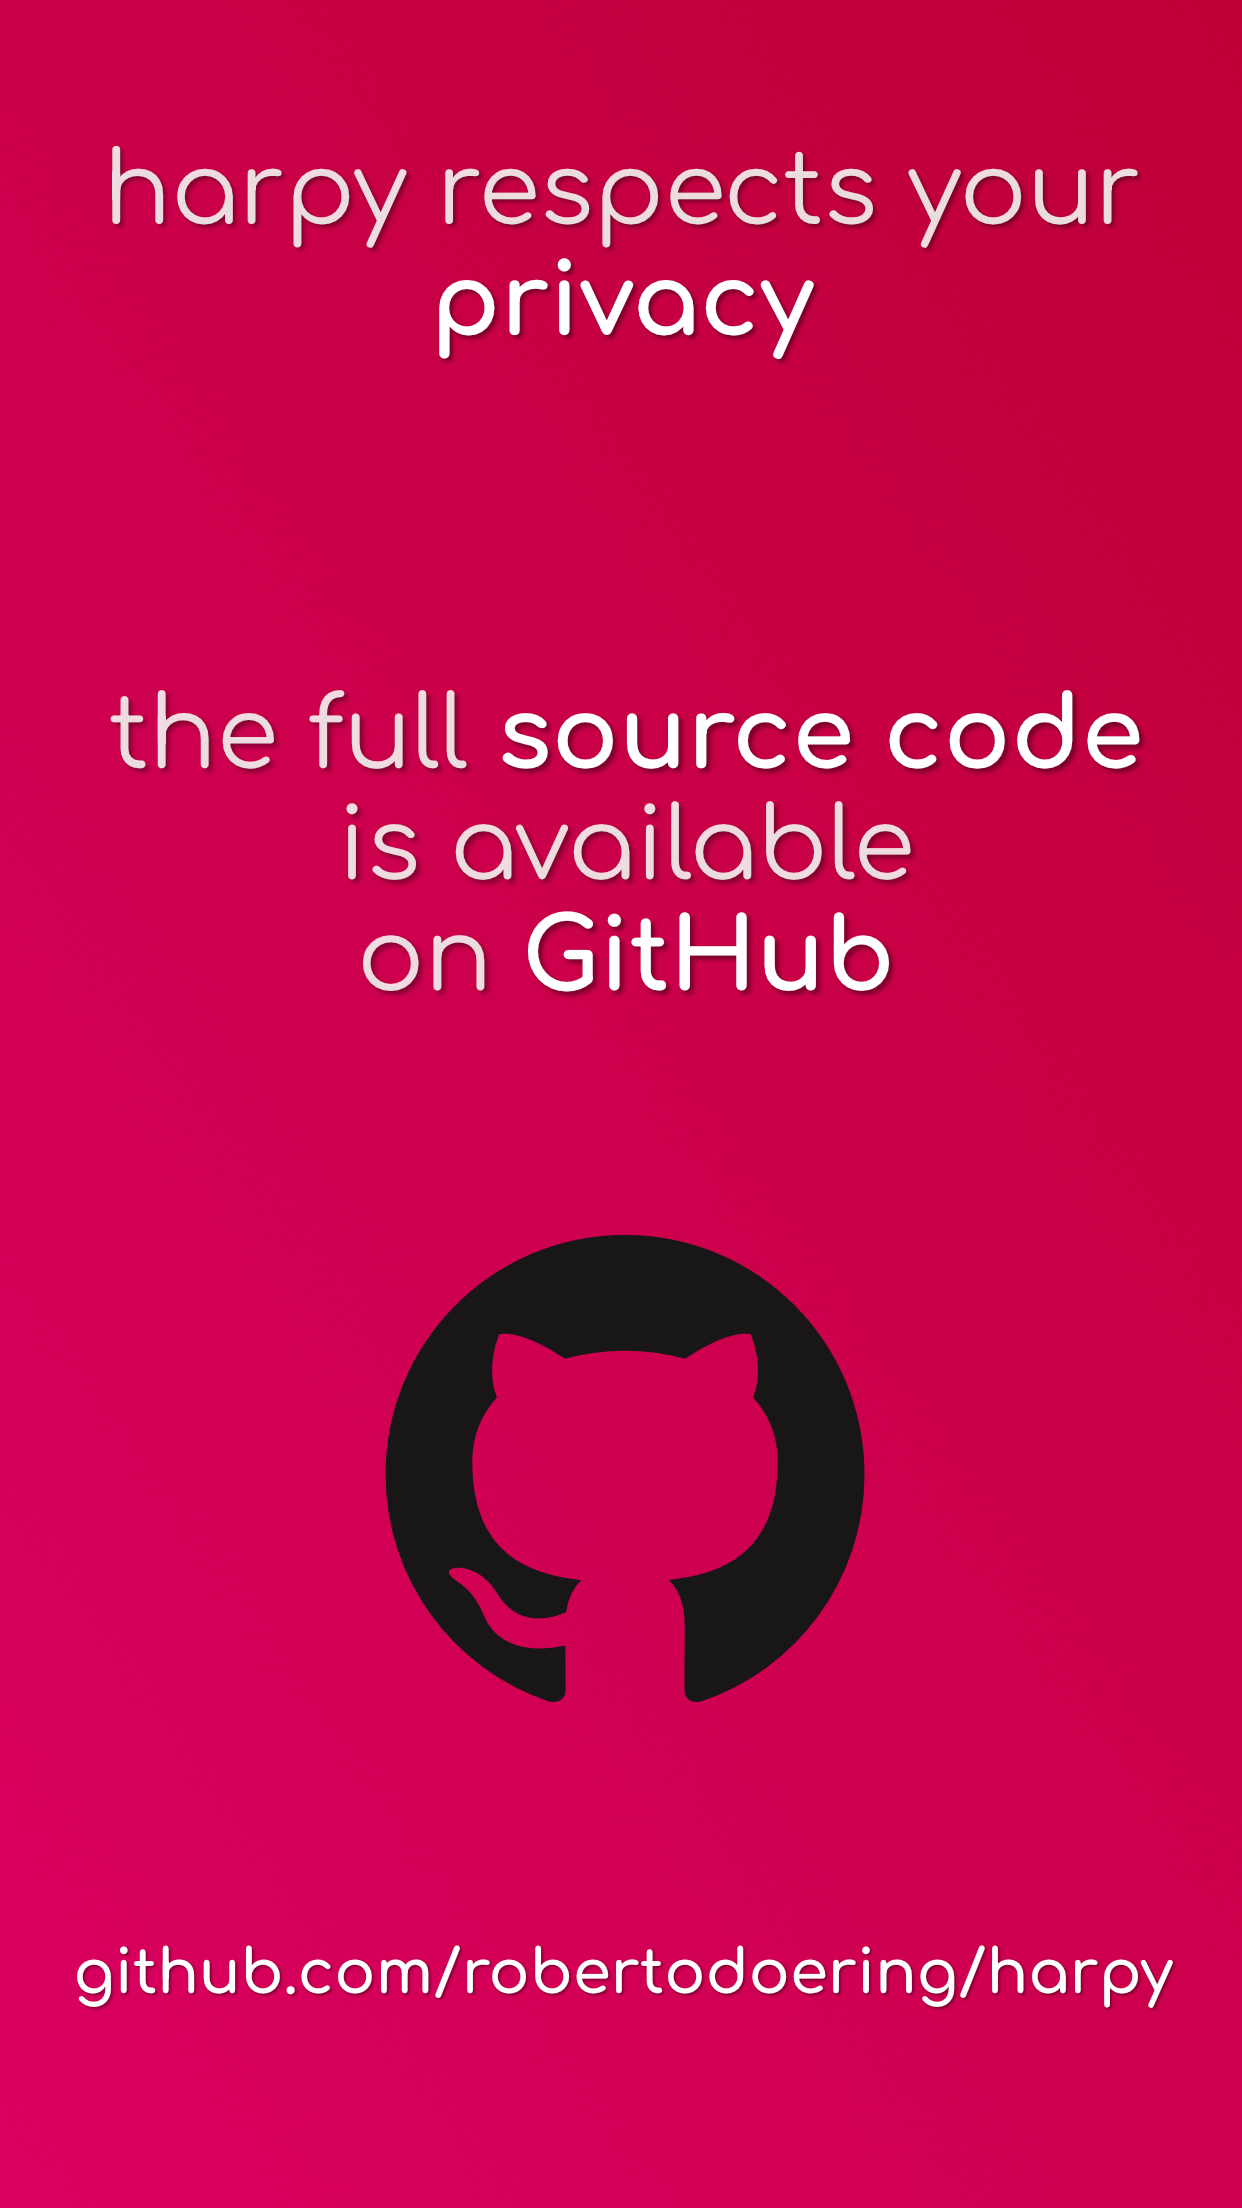 harpy respects your
privacy
the full source code
is available
on GitHub
github.com/robertodoering/harpy